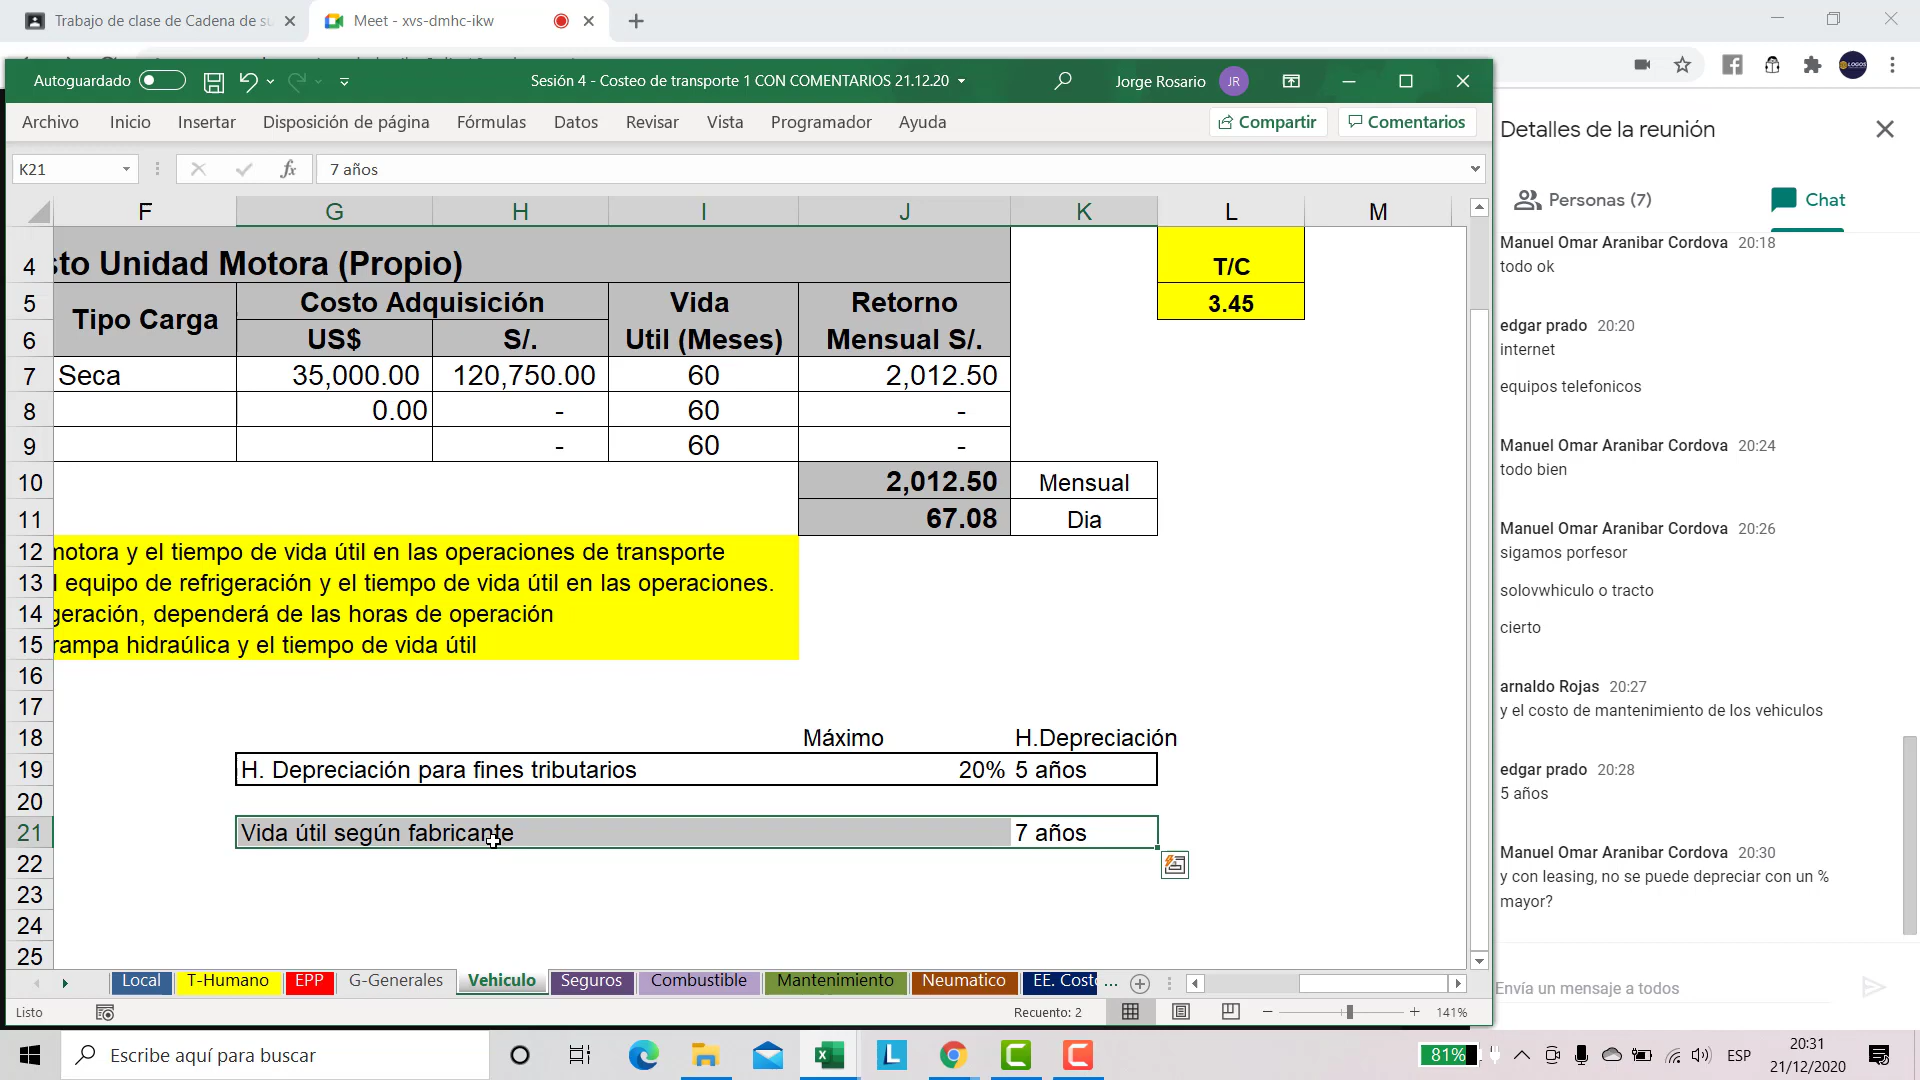 Trabajo de clase de Cadena de su
Meet - xvs-dmhc-ikw
Autoguardado
Sesión 4 - Costeo de transporte 1 CON COMENTARIOS 21.12.20
Jorge Rosario
JR
Archivo Inicio Insertar Disposición de página Fórmulas Datos Revisar Vista Programador Ayuda
Compartir
Comentarios
K21
fx
7 años
F G H I J K L M
4 sto Unidad Motora (Propio) T/C
5 Tipo Carga Costo Adquisición Vida Retorno 3.45
6 US$ S/. Util (Meses) Mensual S/.
7 Seca 35,000.00 120,750.00 60 2,012.50
8 0.00 - 60 -
9 - 60 -
10 2,012.50 Mensual
11 67.08 Dia
12 motora y el tiempo de vida útil en las operaciones de transporte
13 l equipo de refrigeración y el tiempo de vida útil en las operaciones.
14 geración, dependerá de las horas de operación
15 rampa hidraúlica y el tiempo de vida útil
16
17
18 Máximo H.Depreciación
19 H. Depreciación para fines tributarios 20% 5 años
20
21 Vida útil según fabricante 7 años
22
23
24
25
Local T-Humano EPP G-Generales Vehiculo Seguros Combustible Mantenimiento Neumatico EE. Coste ...
Listo
Recuento: 2
141%
Detalles de la reunión
Personas (7)
Chat
Manuel Omar Aranibar Cordova 20:18
todo ok
edgar prado 20:20
internet
equipos telefonicos
Manuel Omar Aranibar Cordova 20:24
todo bien
Manuel Omar Aranibar Cordova 20:26
sigamos porfesor
solovwhiculo o tracto
cierto
arnaldo Rojas 20:27
y el costo de mantenimiento de los vehiculos
edgar prado 20:28
5 años
Manuel Omar Aranibar Cordova 20:30
y con leasing, no se puede depreciar con un %
mayor?
Envía un mensaje a todos
Escribe aquí para buscar
81%
ESP
20:31
21/12/2020